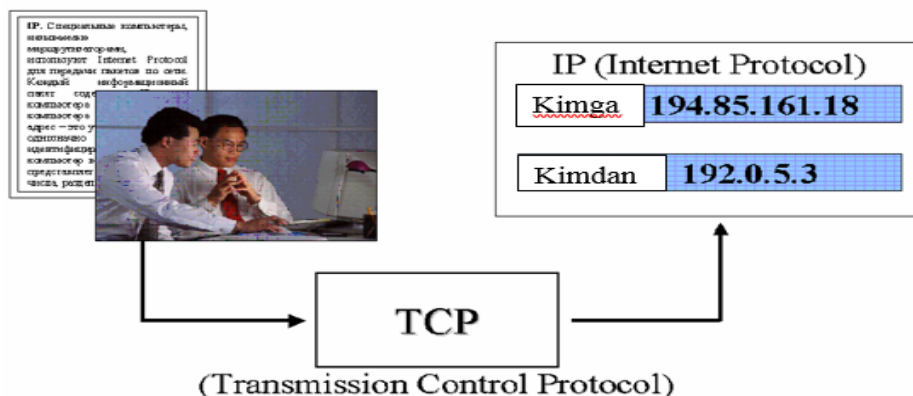 IP. Специальные компьютеры,
называемые
маршрутизаторами,
используют Internet Protocol
для передачи пакетов по сети.
Каждый информационный
пакет
компьютера
компьютера
адрес – это
однозначно
компьютер
числа,
IP (Internet Protocol)
Kimga 194.85.161.18
Kimdan 192.0.5.3
TCP
(Transmission Control Protocol)